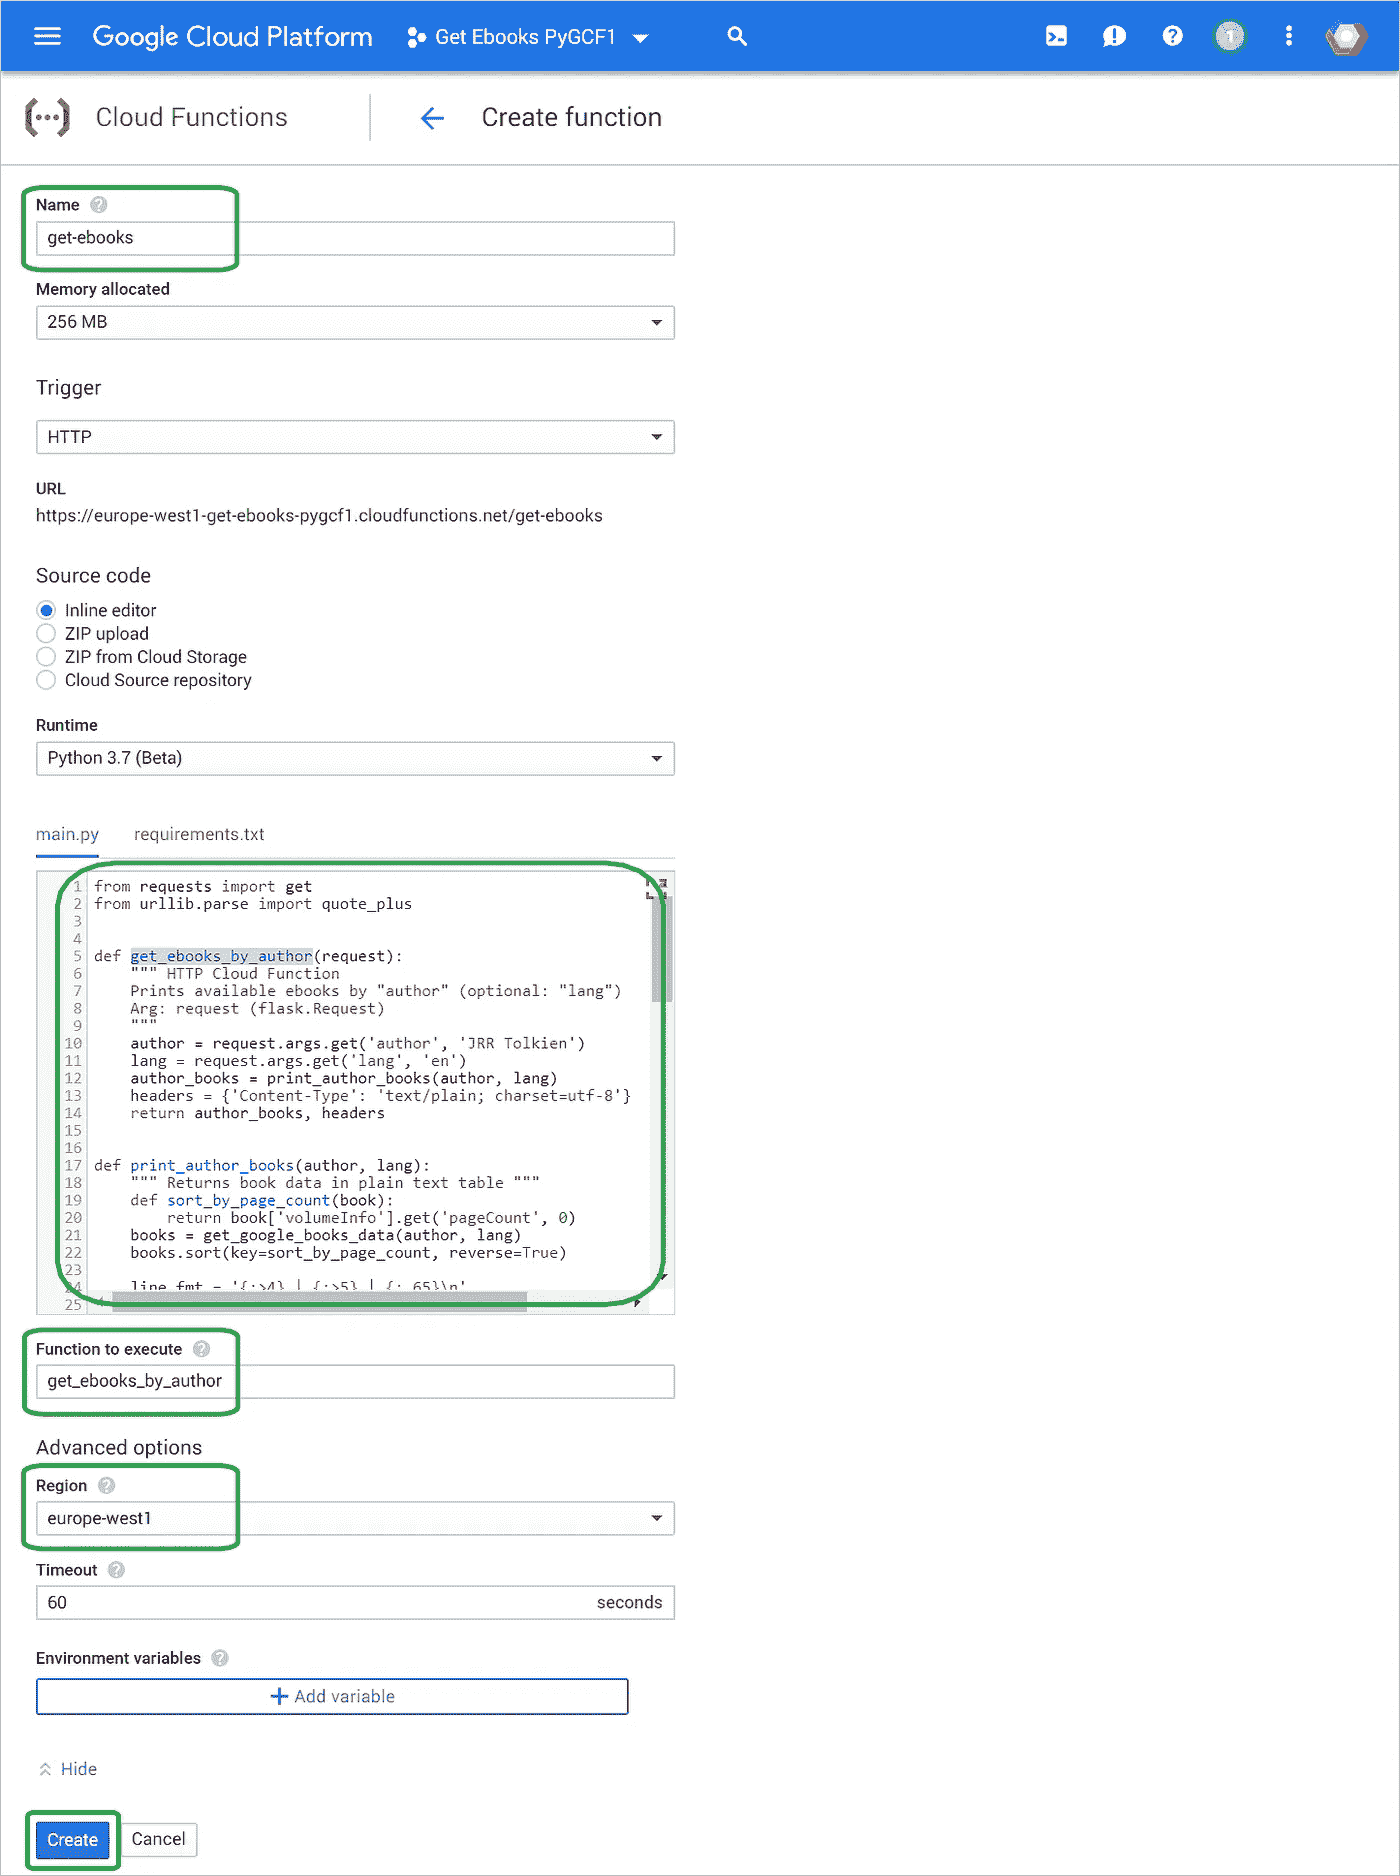 Google Cloud Platform Get Ebooks PyGCF1 1
Cloud Functions Create function
Name
get-ebooks
Memory allocated
256 MB
Trigger
HTTP
URL
https://europe-west1-get-ebooks-pygcf1.cloudfunctions.net/get-ebooks
Source code
Inline editor
ZIP upload
ZIP from Cloud Storage
Cloud Source repository
Runtime
Python 3.7 (Beta)
main.py requirements.txt
1 from requests import get
2 from urllib.parse import quote_plus
3
4
5 def get_ebooks_by_author(request):
6     """ HTTP Cloud Function
7     Prints available ebooks by "author" (optional: "lang")
8     Arg: request (flask.Request)
9     """
10     author = request.args.get('author', 'JRR Tolkien')
11     lang = request.args.get('lang', 'en')
12     author_books = print_author_books(author, lang)
13     headers = {'Content-Type': 'text/plain; charset=utf-8'}
14     return author_books, headers
15
16
17 def print_author_books(author, lang):
18     """ Returns book data in plain text table """
19     def sort_by_page_count(book):
20         return book['volumeInfo'].get('pageCount', 0)
21     books = get_google_books_data(author, lang)
22     books.sort(key=sort_by_page_count, reverse=True)
23
24     line_fmt = '{:>4} | {:>5} | {:.65}\n'
25
Function to execute
get_ebooks_by_author
Advanced options
Region
europe-west1
Timeout
60 seconds
Environment variables
+ Add variable
Hide
Create Cancel